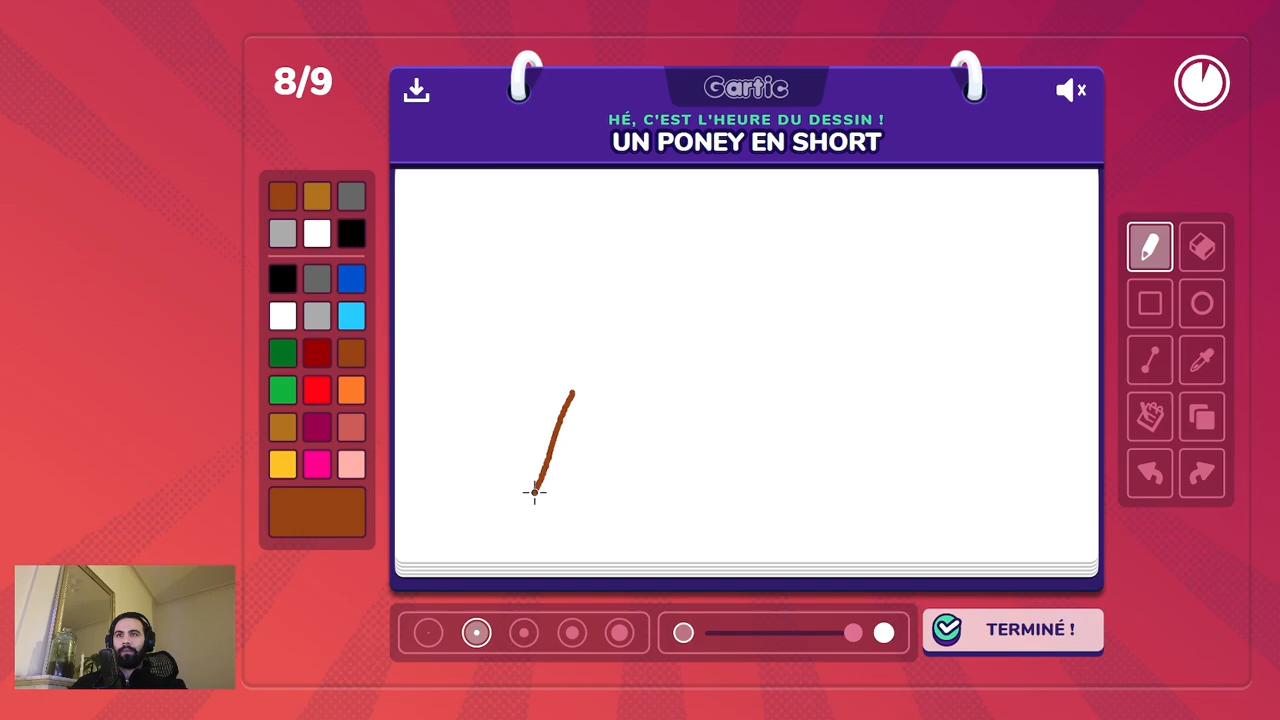 8/9
Gartic
HÉ, C'EST L'HEURE DU DESSIN !
UN PONEY EN SHORT
TERMINÉ !